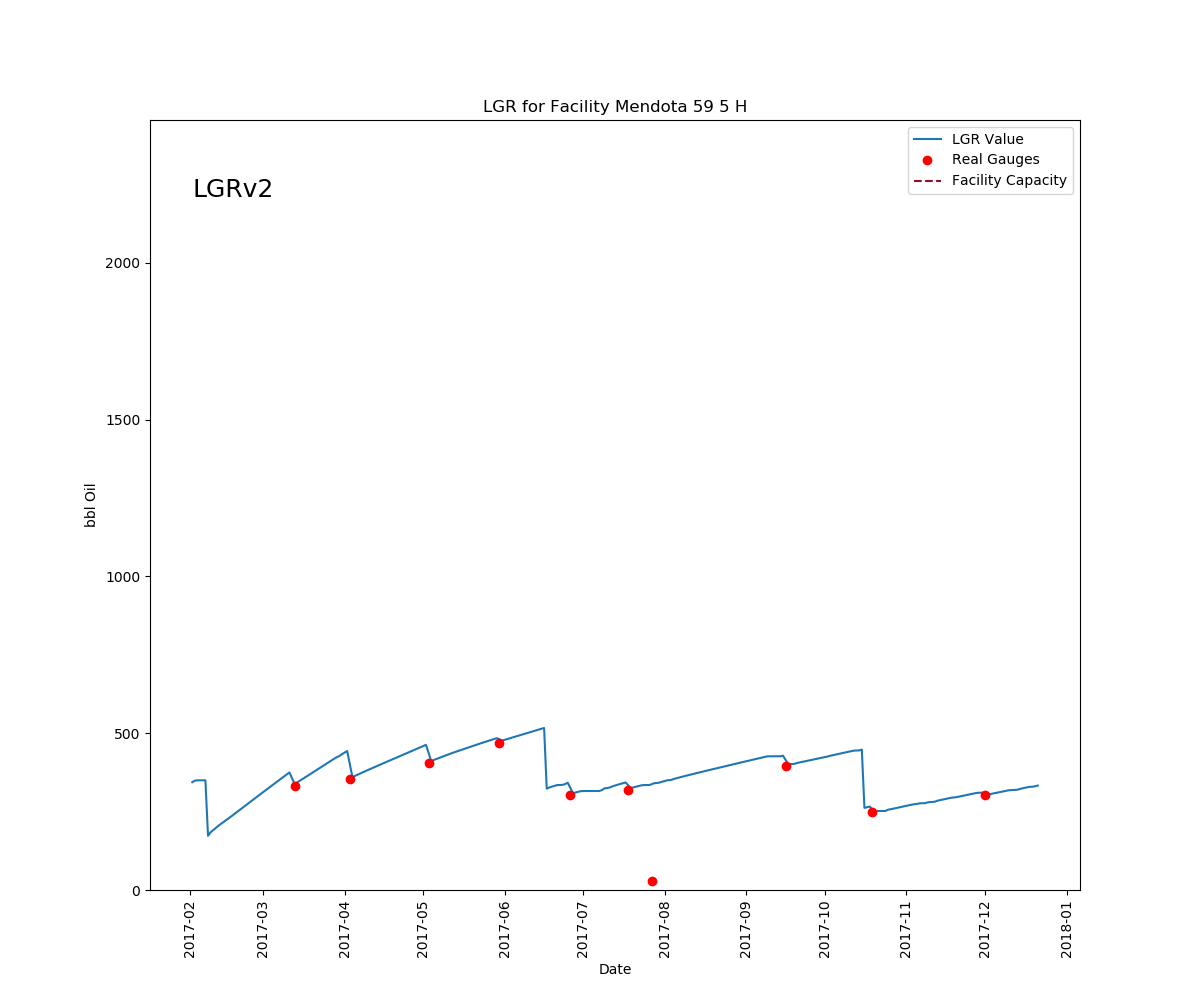 LGR for Facility Mendota 59 5 H
LGRv2
LGR Value
Real Gauges
Facility Capacity
2000
1500
1000
500
0
bbl Oil
2017-02
2017-03
2017-04
2017-05
2017-06
2017-07
2017-08
2017-09
2017-10
2017-11
2017-12
2018-01
Date